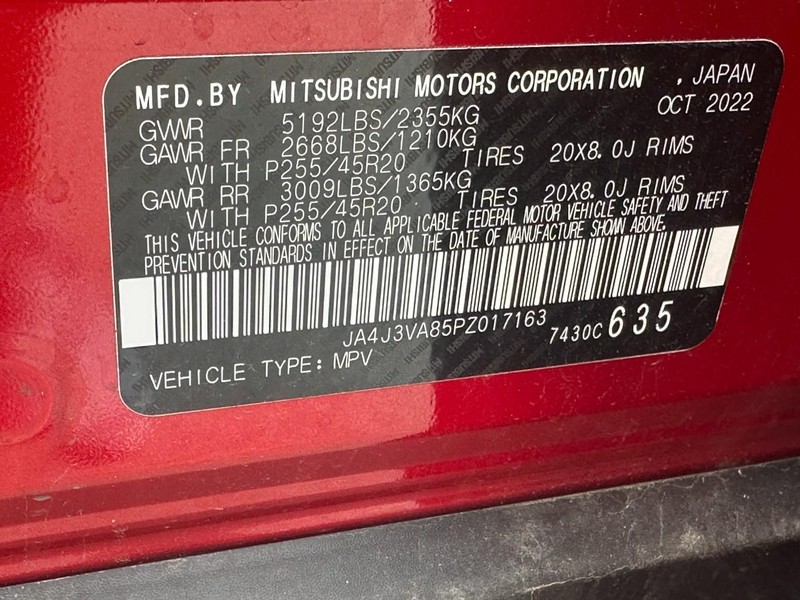 MFD.BY MITSUBISHI MOTORS CORPORATION , JAPAN
OCT 2022
GVWR 5192LBS/2355KG
GAWR FR 2668LBS/1210KG
WITH P255/45R20 TIRES 20X8.0J RIMS
GAWR RR 3009LBS/1365KG
WITH P255/45R20 TIRES 20X8.0J RIMS
THIS VEHICLE CONFORMS TO ALL APPLICABLE FEDERAL MOTOR VEHICLE SAFETY AND THEFT
PREVENTION STANDARDS IN EFFECT ON THE DATE OF MANUFACTURE SHOWN ABOVE.
JA4J3VA85PZ017163
7430C 635
VEHICLE TYPE: MPV